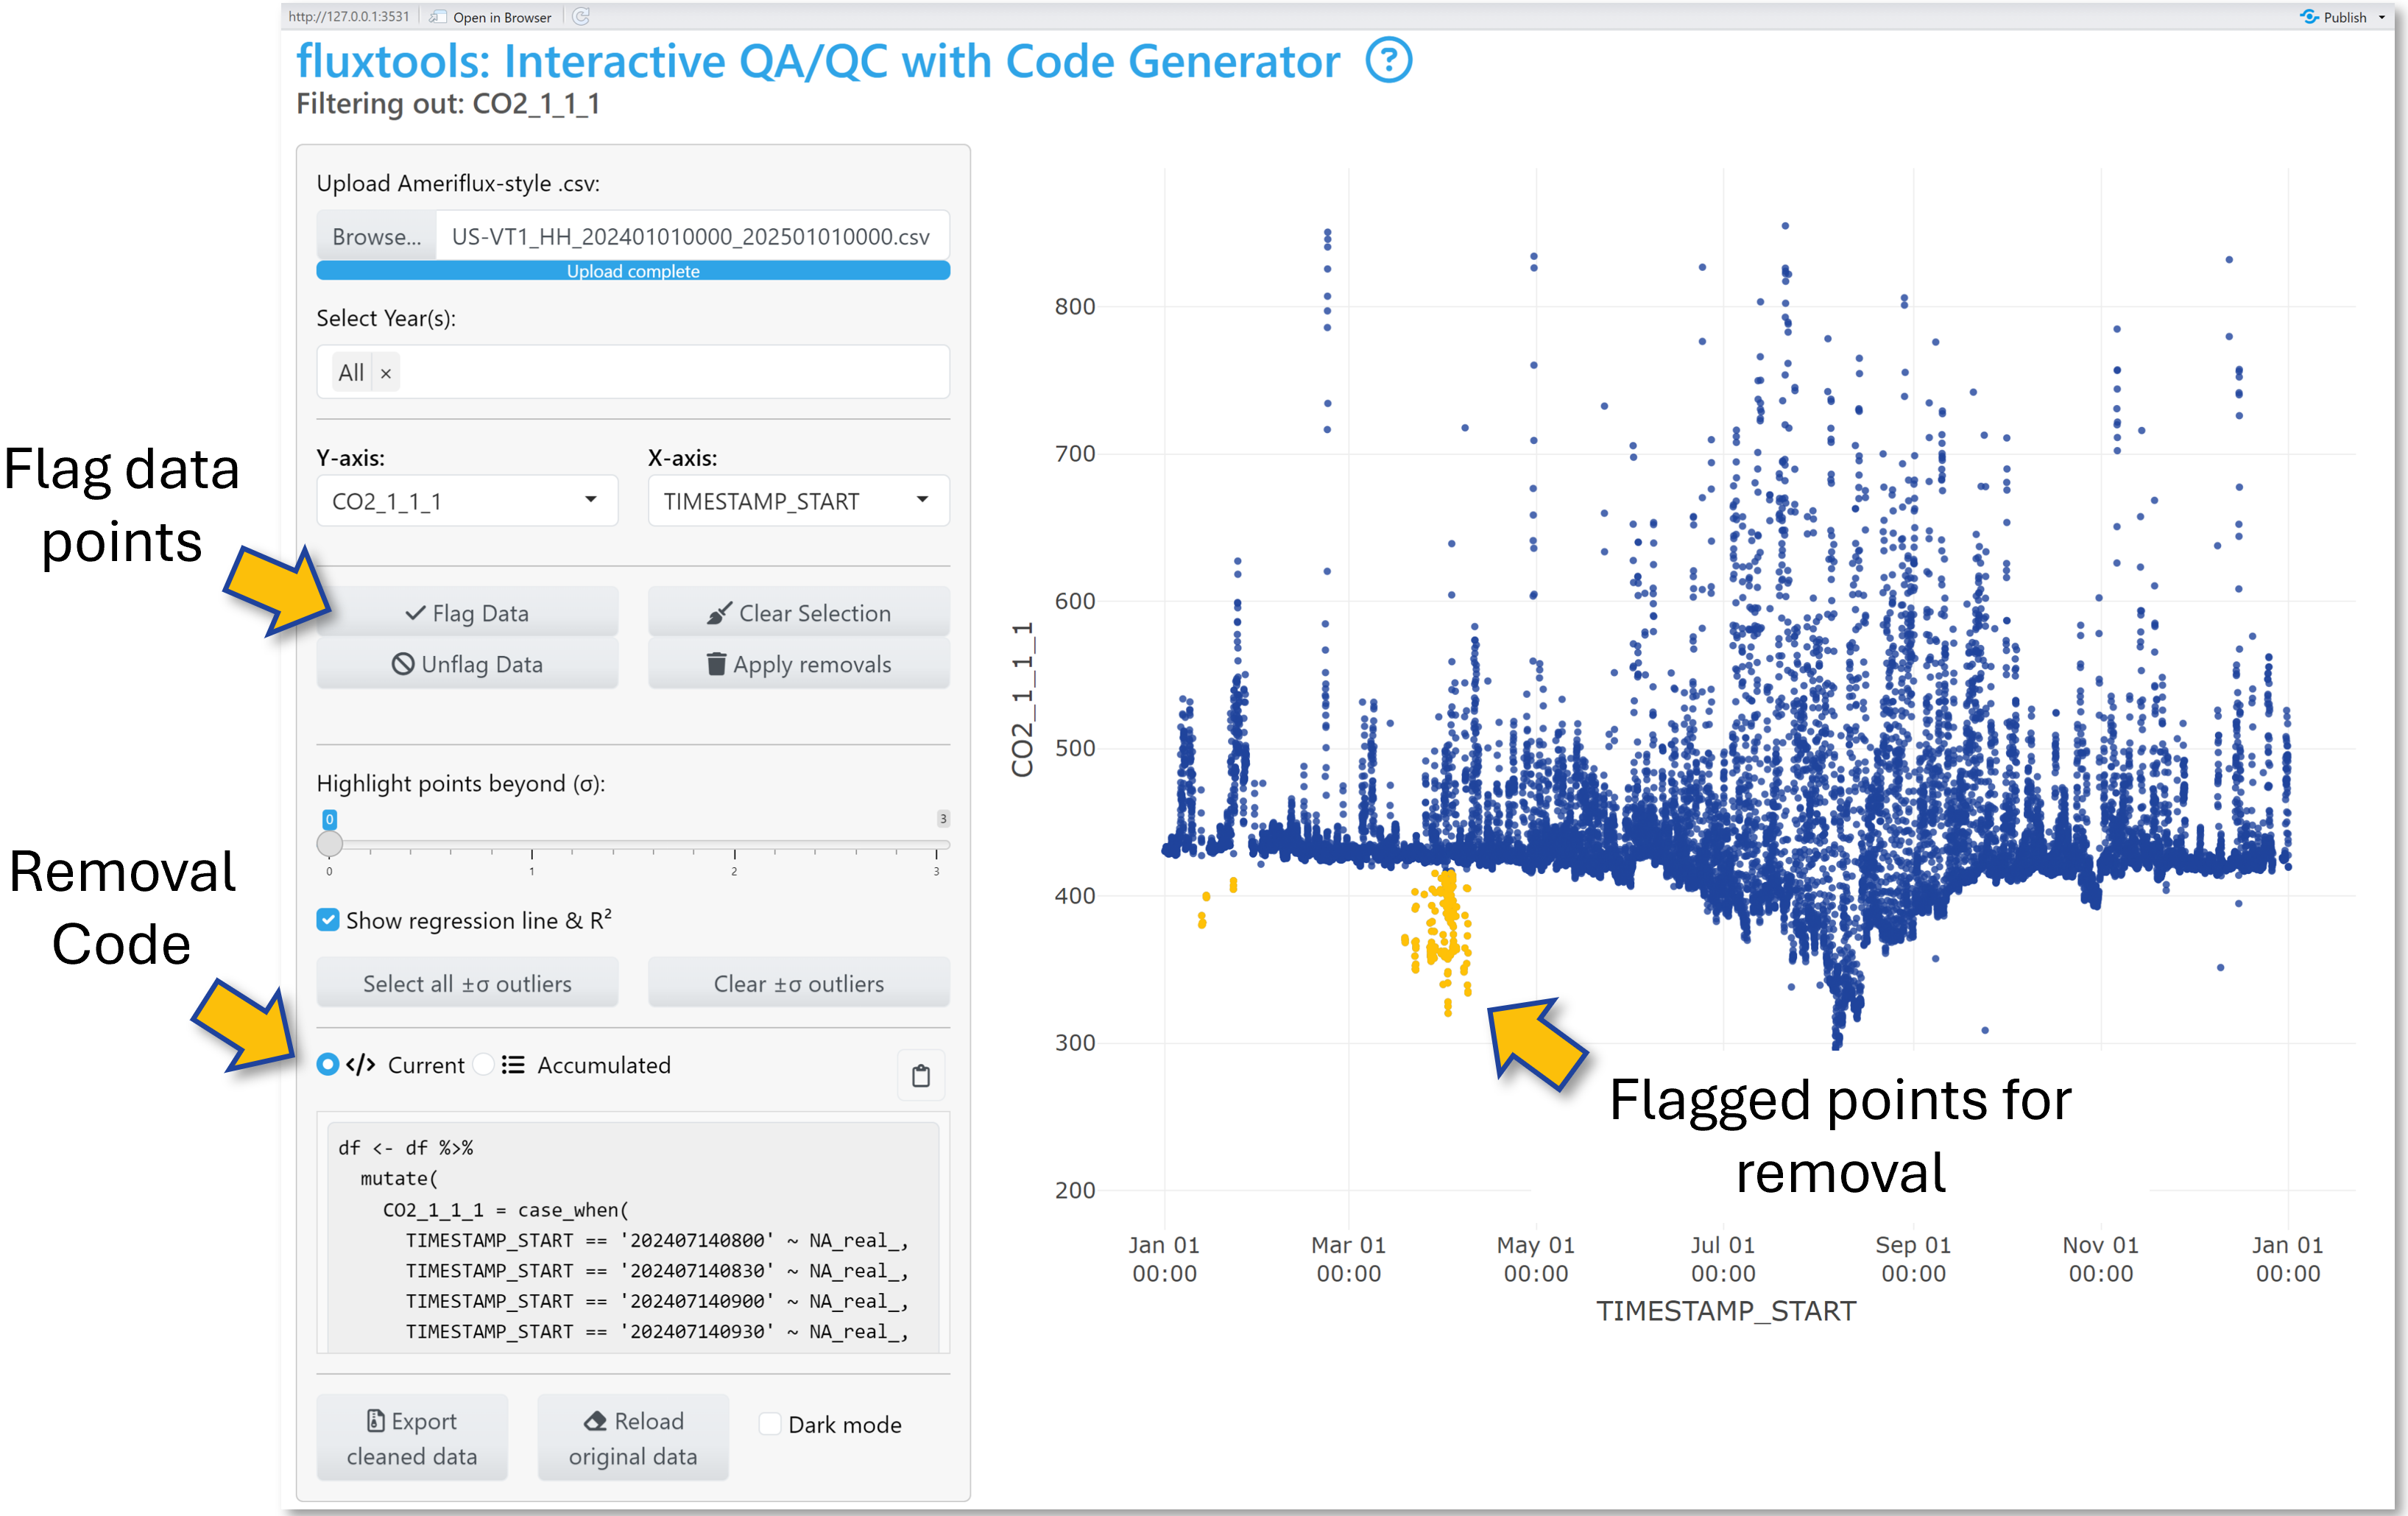 http://127.0.0.1:3531 Open in Browser Publish
fluxtools: Interactive QA/QC with Code Generator ?
Filtering out: CO2_1_1_1
Upload Ameriflux-style .csv:
Browse... US-VT1_HH_202401010000_202501010000.csv
Upload complete
Select Year(s):
All ×
Y-axis: X-axis:
CO2_1_1_1 TIMESTAMP_START
Flag data
points
Flag Data Clear Selection
Unflag Data Apply removals
Highlight points beyond (σ):
0 3
0 1 2 3
Show regression line & R²
Select all ±σ outliers Clear ±σ outliers
Removal
Code
</> Current Accumulated
df <- df %>%
mutate(
CO2_1_1_1 = case_when(
TIMESTAMP_START == '202407140800' ~ NA_real_,
TIMESTAMP_START == '202407140830' ~ NA_real_,
TIMESTAMP_START == '202407140900' ~ NA_real_,
TIMESTAMP_START == '202407140930' ~ NA_real_,
Export
cleaned data
Reload
original data
Dark mode
CO2_1_1_1
800
700
600
500
400
300
200
Flagged points for
removal
Jan 01 Mar 01 May 01 Jul 01 Sep 01 Nov 01 Jan 01
00:00 00:00 00:00 00:00 00:00 00:00 00:00
TIMESTAMP_START